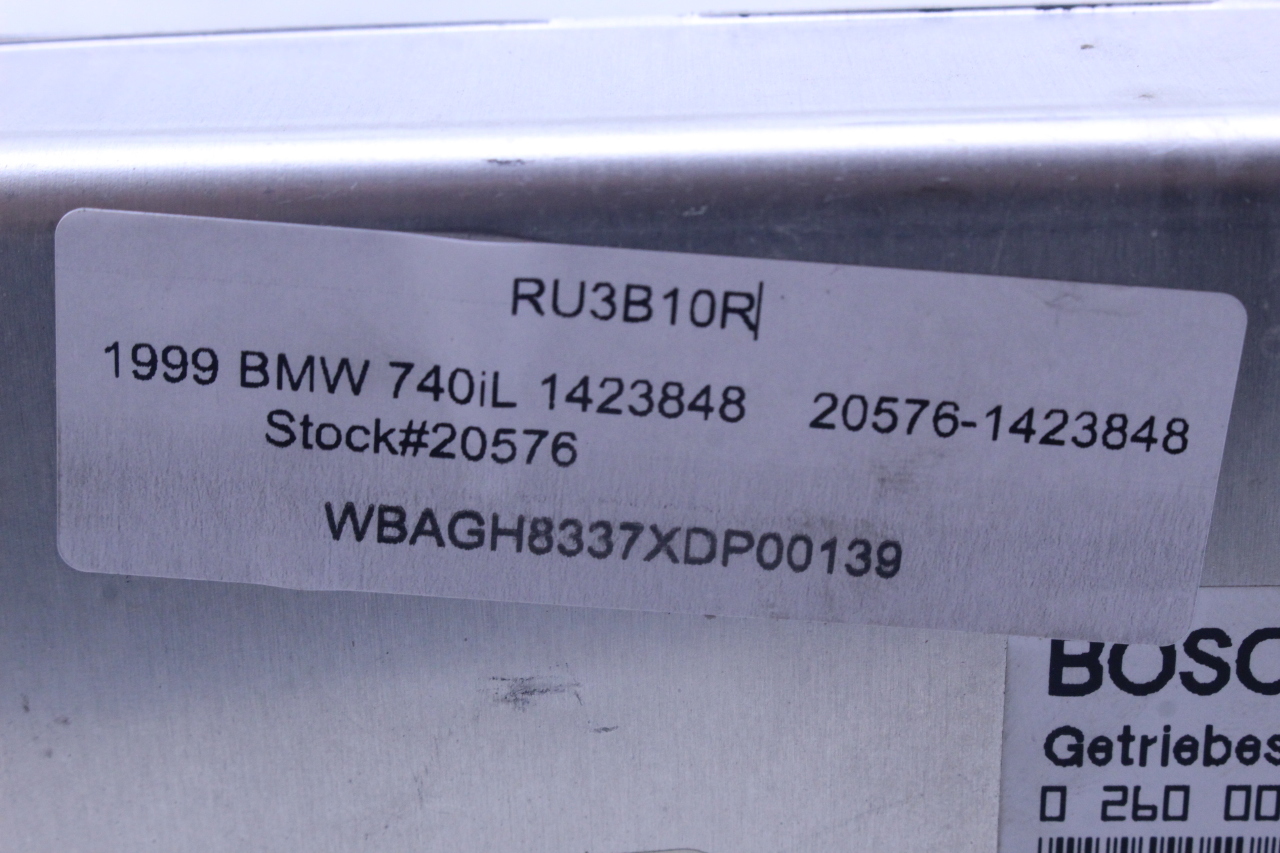 RU3B10R
1999 BMW 740iL 1423848 20576-1423848
Stock#20576
WBAGH8337XDP00139
BOSC
Getriebes
0 260 00